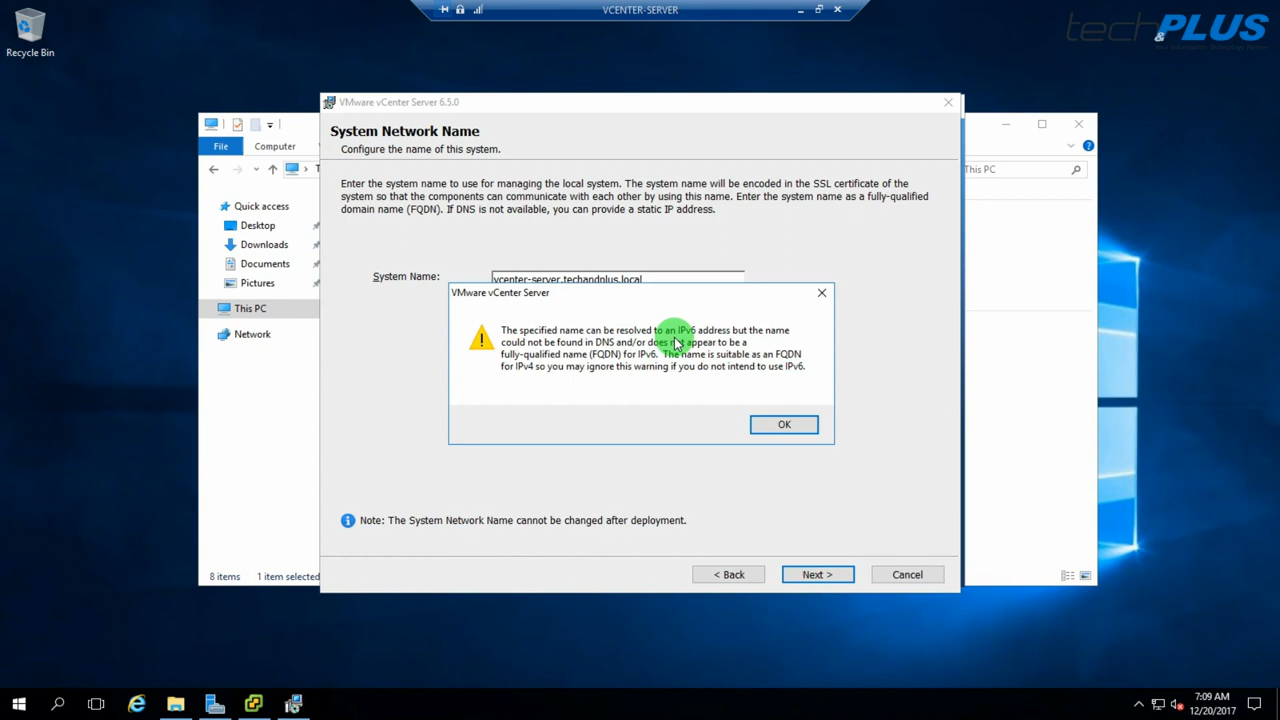 VCENTER-SERVER
tech&PLUS
Your Information Technology Partner
Recycle Bin
VMware vCenter Server 6.5.0
System Network Name
Configure the name of this system.
File
Computer
This PC
Enter the system name to use for managing the local system. The system name will be encoded in the SSL certificate of the
system so that the components can communicate with each other by using this name. Enter the system name as a fully-qualified
domain name (FQDN). If DNS is not available, you can provide a static IP address.
Quick access
Desktop
Downloads
Documents
Pictures
This PC
Network
System Name:
vcenter-server.techandplus.local
VMware vCenter Server
The specified name can be resolved to an IPv6 address but the name
could not be found in DNS and/or does not appear to be a
fully-qualified name (FQDN) for IPv6. The name is suitable as an FQDN
for IPv4 so you may ignore this warning if you do not intend to use IPv6.
OK
Note: The System Network Name cannot be changed after deployment.
8 items
1 item selected
< Back
Next >
Cancel
7:09 AM
12/20/2017